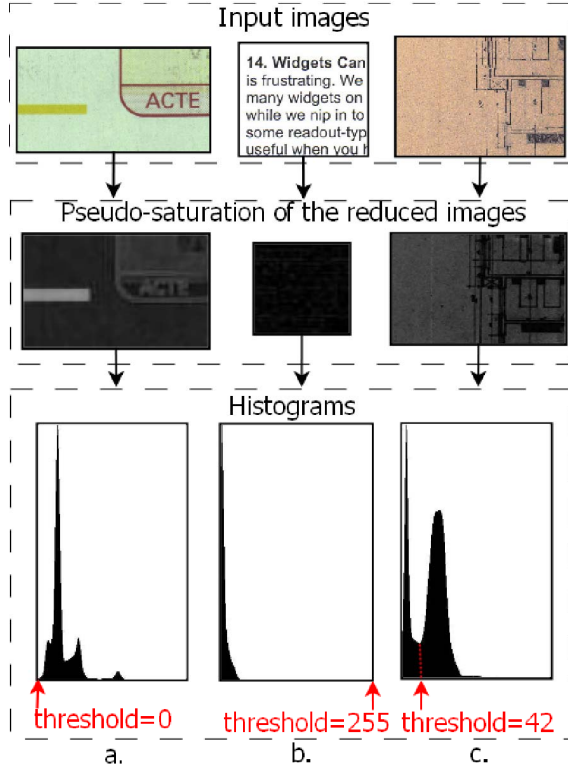 Input images
ACTE
14. Widgets Can
is frustrating. We
many widgets on
while we nip in to
some readout-typ
useful when you h
Pseudo-saturation of the reduced images
ACTE
Histograms
threshold=0
threshold=255
threshold=42
a.
b.
c.